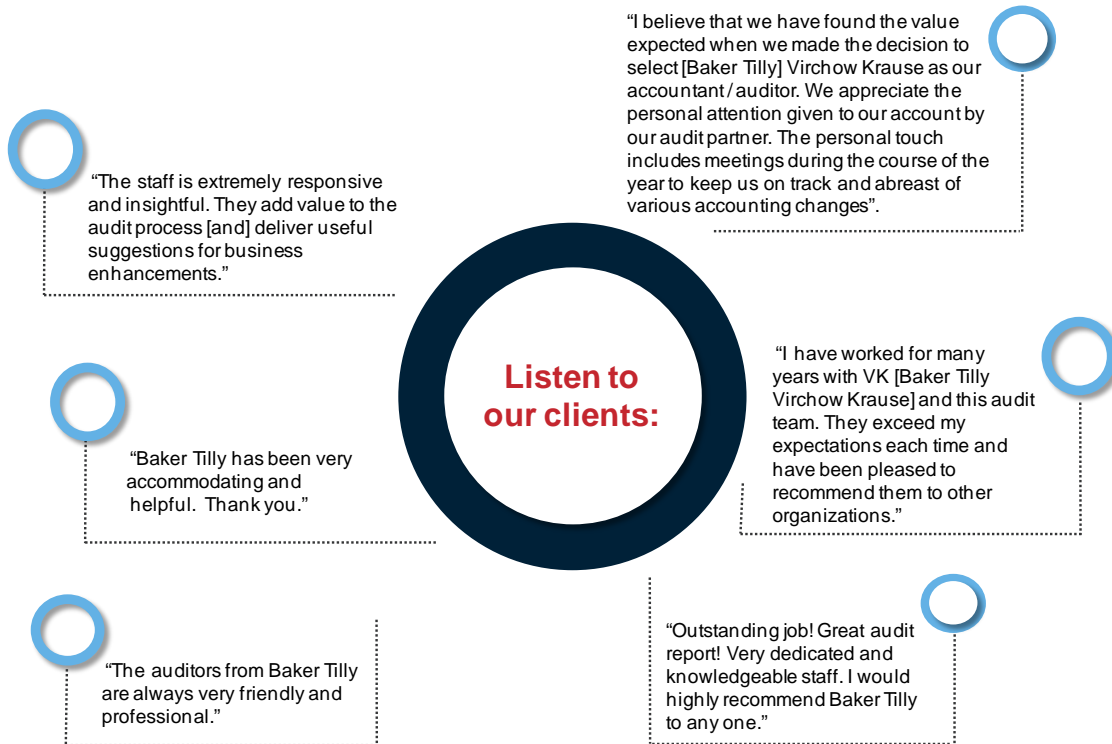 “I believe that we have found the value
expected when we made the decision to
select [Baker Tilly] Virchow Krause as our
accountant / auditor. We appreciate the
personal attention given to our account by
our audit partner. The personal touch
includes meetings during the course of the
year to keep us on track and abreast of
various accounting changes”.
“The staff is extremely responsive
and insightful. They add value to the
audit process [and] deliver useful
suggestions for business
enhancements.”
Listen to
our clients:
“I have worked for many
years with VK [Baker Tilly
Virchow Krause] and this audit
team. They exceed my
expectations each time and
have been pleased to
recommend them to other
organizations.”
“Baker Tilly has been very
accommodating and
helpful. Thank you.”
“Outstanding job! Great audit
report! Very dedicated and
knowledgeable staff. I would
highly recommend Baker Tilly
to any one.”
“The auditors from Baker Tilly
are always very friendly and
professional.”